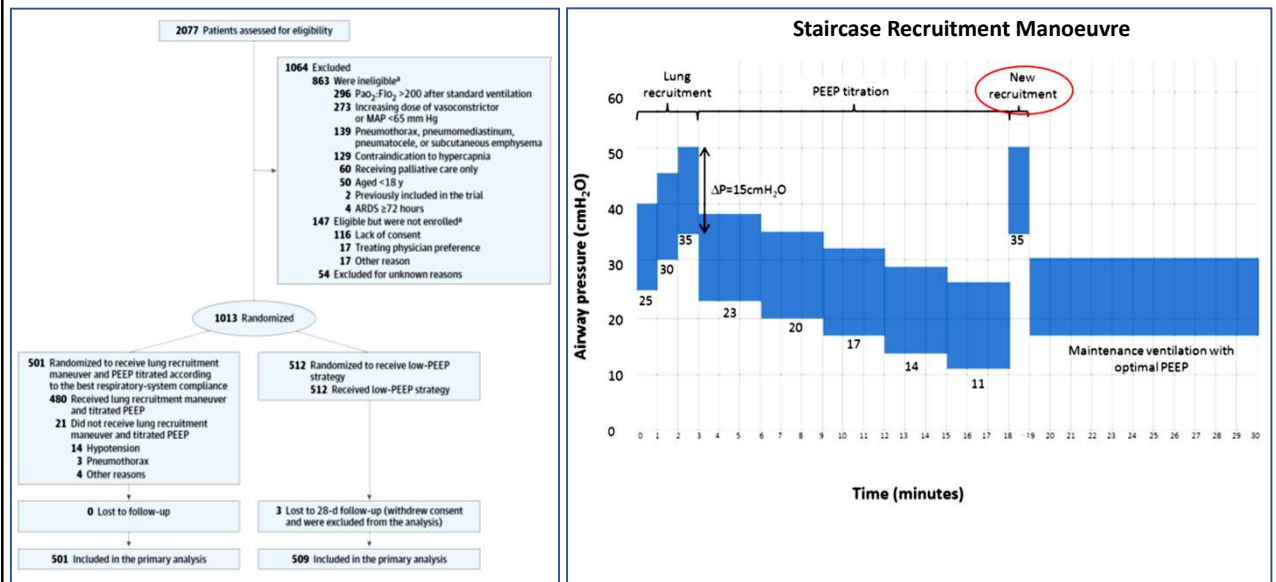 2077 Patients assessed for eligibility
1064 Excluded
863 Were ineligibleª
296 Pao₂:FIo₂ >200 after standard ventilation
273 Increasing dose of vasoconstrictor
or MAP <65 mm Hg
139 Pneumothorax, pneumomediastinum,
pneumatocele, or subcutaneous emphysema
129 Contraindication to hypercapnia
60 Receiving palliative care only
50 Aged <18 y
2 Previously included in the trial
4 ARDS ≥72 hours
147 Eligible but were not enrolledª
116 Lack of consent
17 Treating physician preference
17 Other reason
54 Excluded for unknown reasons
1013 Randomized
501 Randomized to receive lung recruitment
maneuver and PEEP titrated according
to the best respiratory-system compliance
480 Received lung recruitment maneuver
and titrated PEEP
21 Did not receive lung recruitment
maneuver and titrated PEEP
14 Hypotension
3 Pneumothorax
4 Other reasons
512 Randomized to receive low-PEEP
strategy
512 Received low-PEEP strategy
0 Lost to follow-up
3 Lost to 28-d follow-up (withdrew consent
and were excluded from the analysis)
501 Included in the primary analysis
509 Included in the primary analysis
Staircase Recruitment Manoeuvre
Lung
recruitment
PEEP titration
New
recruitment
Airway pressure (cmH₂O)
60
50
40
30
20
10
0
ΔP=15cmH₂O
25
30
35
23
20
17
14
11
35
Maintenance ventilation with
optimal PEEP
0 1 2 3 4 5 6 7 8 9 10 11 12 13 14 15 16 17 18 19 20 21 22 23 24 25 26 27 28 29 30
Time (minutes)